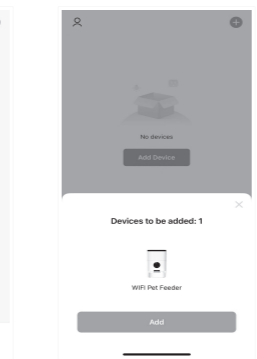 No devices
Add Device
Devices to be added: 1
WIFI Pet Feeder
Add